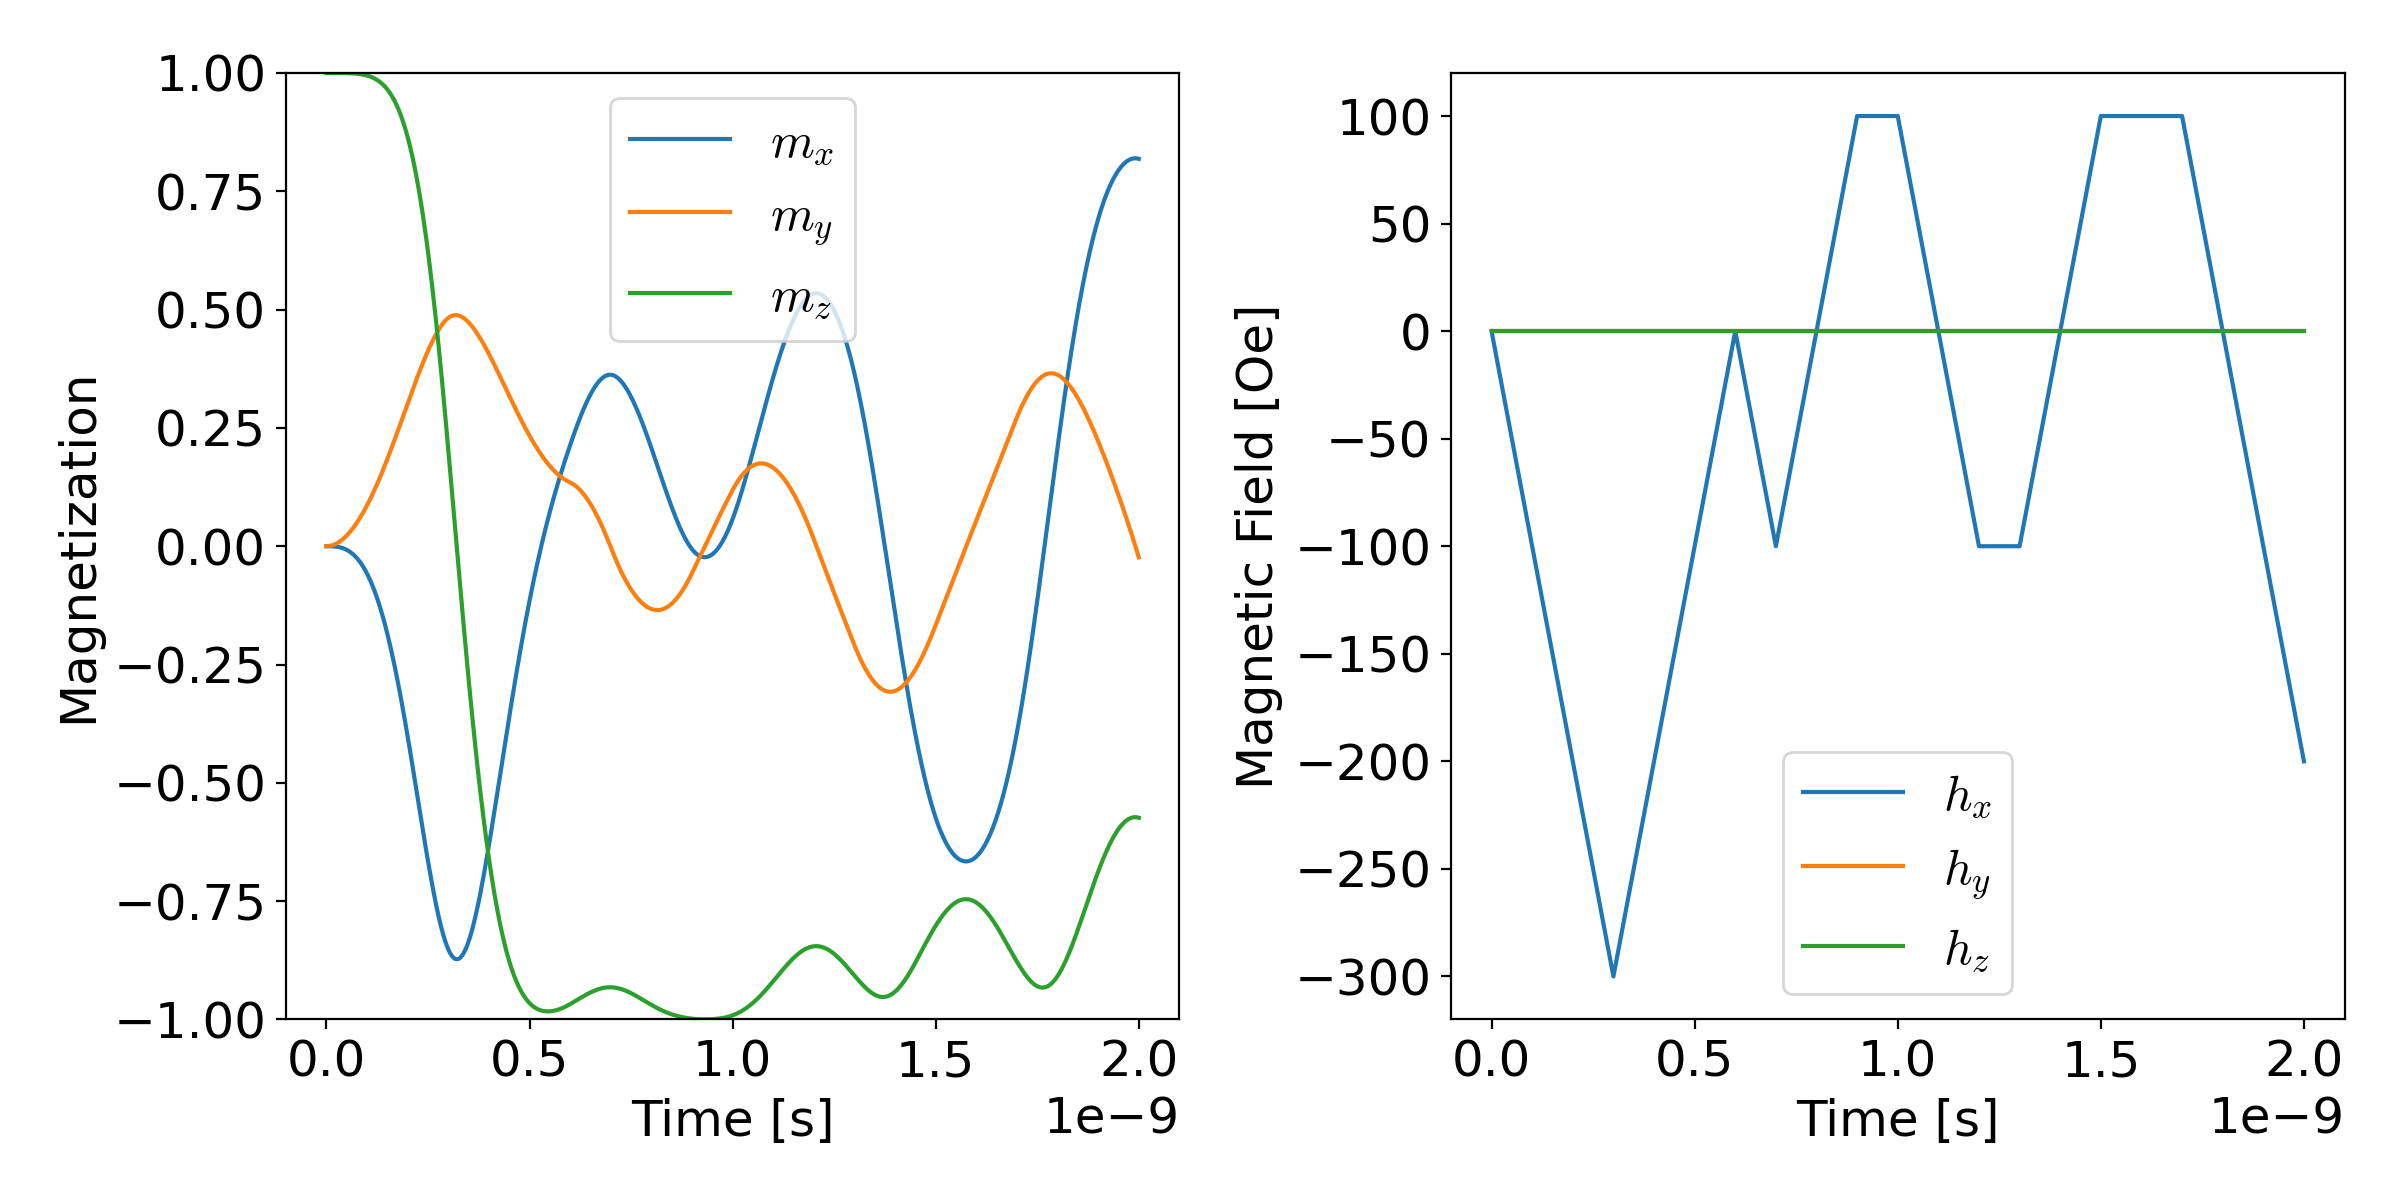 Magnetization
1.00
0.75
0.50
0.25
0.00
−0.25
−0.50
−0.75
−1.00
m_x
m_y
m_z
0.0 0.5 1.0 1.5 2.0
Time [s]
1e−9
Magnetic Field [Oe]
100
50
0
−50
−100
−150
−200
−250
−300
h_x
h_y
h_z
0.0 0.5 1.0 1.5 2.0
Time [s]
1e−9